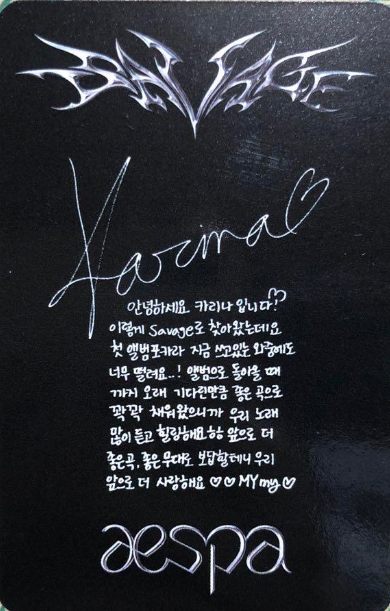 SAVAGE
Karina♡
안녕하세요 카리나 입니다!
이렇게 Savage로 찾아왔는데요
첫 앨범포카라 지금 쓰고있는 와중에도
너무 떨려요..! 앨범으로 돌아올 때
까지 오래 기다린만큼 좋은 곡으로
꽉꽉 채워왔으니까 우리 노래
많이 듣고 힐링해요 앞으로 더
좋은곡, 좋은무대로 보답할테니 우리
앞으로 더 사랑해요 ♡♡ MY my ♡
aespa